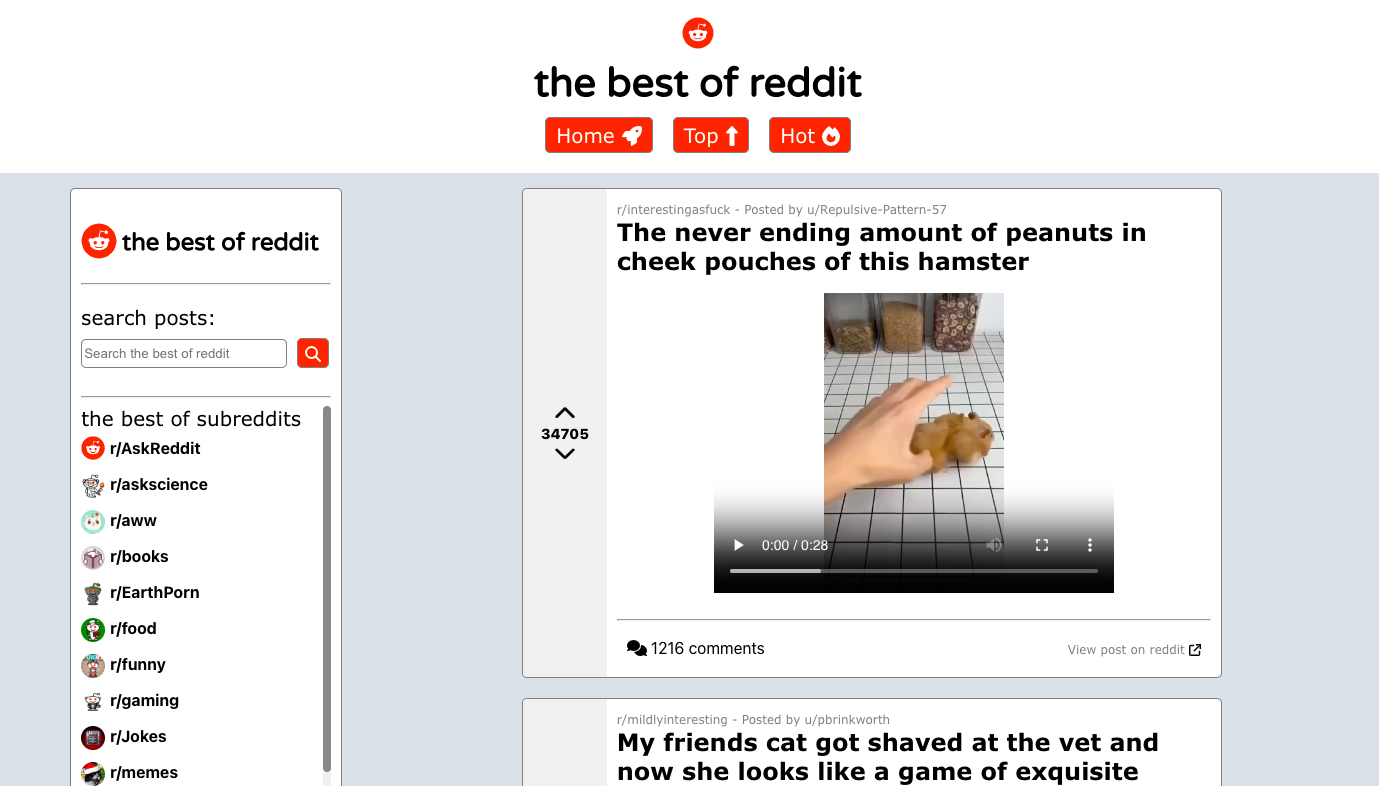 the best of reddit
Home
Top
Hot
the best of reddit
search posts:
Search the best of reddit
the best of subreddits
r/AskReddit
r/askscience
r/aww
r/books
r/EarthPorn
r/food
r/funny
r/gaming
r/Jokes
r/memes
r/interestingasfuck - Posted by u/Repulsive-Pattern-57
The never ending amount of peanuts in
cheek pouches of this hamster
34705
0:00 / 0:28
1216 comments
View post on reddit
r/mildlyinteresting - Posted by u/pbrinkworth
My friends cat got shaved at the vet and
now she looks like a game of exquisite